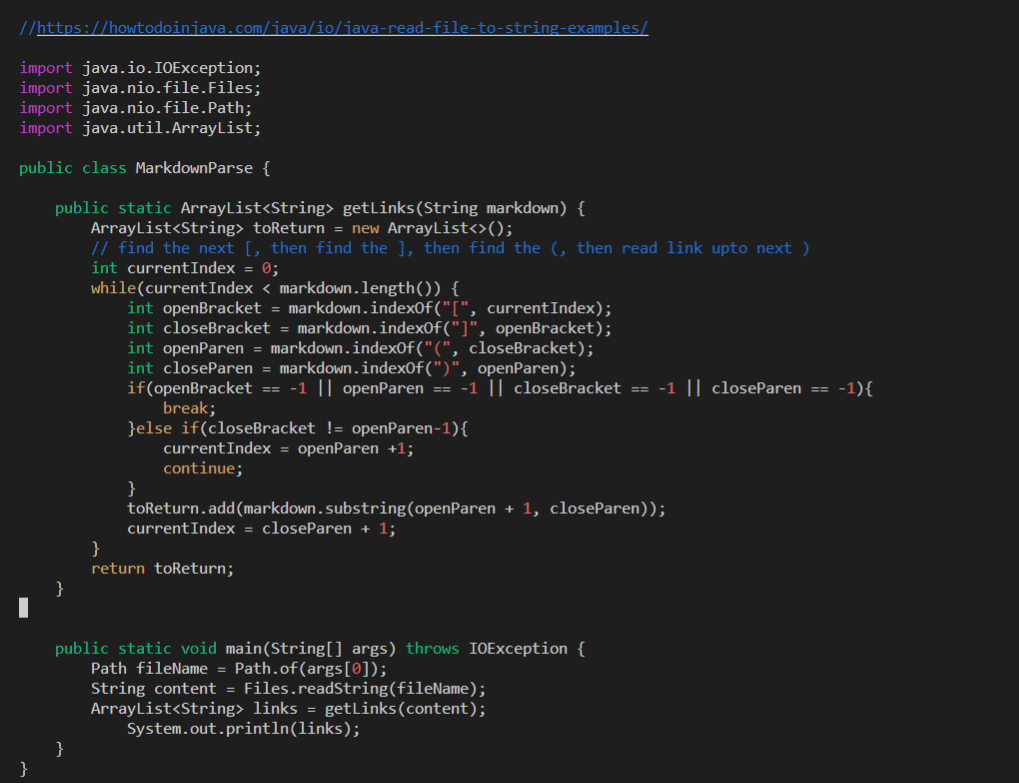 //https://howtodoinjava.com/java/io/java-read-file-to-string-examples/

import java.io.IOException;
import java.nio.file.Files;
import java.nio.file.Path;
import java.util.ArrayList;

public class MarkdownParse {

    public static ArrayList<String> getLinks(String markdown) {
        ArrayList<String> toReturn = new ArrayList<>();
        // find the next [, then find the ], then find the (, then read link upto next )
        int currentIndex = 0;
        while(currentIndex < markdown.length()) {
            int openBracket = markdown.indexOf("[", currentIndex);
            int closeBracket = markdown.indexOf("]", openBracket);
            int openParen = markdown.indexOf("(", closeBracket);
            int closeParen = markdown.indexOf(")", openParen);
            if(openBracket == -1 || openParen == -1 || closeBracket == -1 || closeParen == -1){
                break;
            }else if(closeBracket != openParen-1){
                currentIndex = openParen +1;
                continue;
            }
            toReturn.add(markdown.substring(openParen + 1, closeParen));
            currentIndex = closeParen + 1;
        }
        return toReturn;
    }

    public static void main(String[] args) throws IOException {
        Path fileName = Path.of(args[0]);
        String content = Files.readString(fileName);
        ArrayList<String> links = getLinks(content);
            System.out.println(links);
    }
}